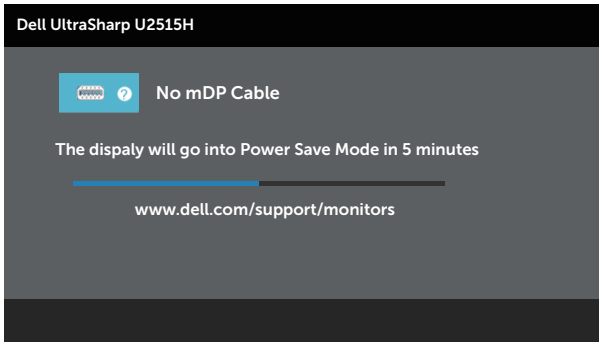 Dell UltraSharp U2515H
? No mDP Cable
The dispaly will go into Power Save Mode in 5 minutes
www.dell.com/support/monitors